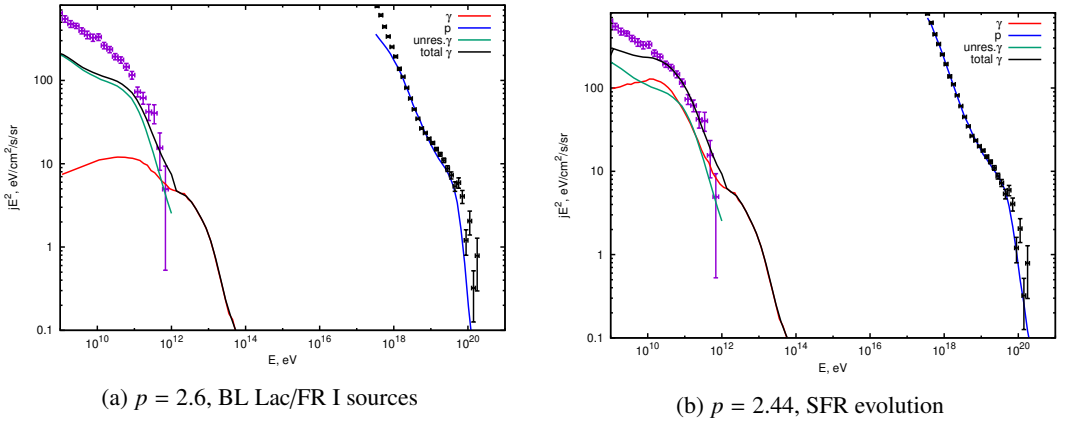 γ
p
unres.γ
total γ
jE², eV/cm²/s/sr
100
10
1
0.1
10¹⁰ 10¹² 10¹⁴ 10¹⁶ 10¹⁸ 10²⁰
E, eV
(a) p = 2.6, BL Lac/FR I sources
γ
p
unres.γ
total γ
jE², eV/cm²/s/sr
100
10
1
0.1
10¹⁰ 10¹² 10¹⁴ 10¹⁶ 10¹⁸ 10²⁰
E, eV
(b) p = 2.44, SFR evolution